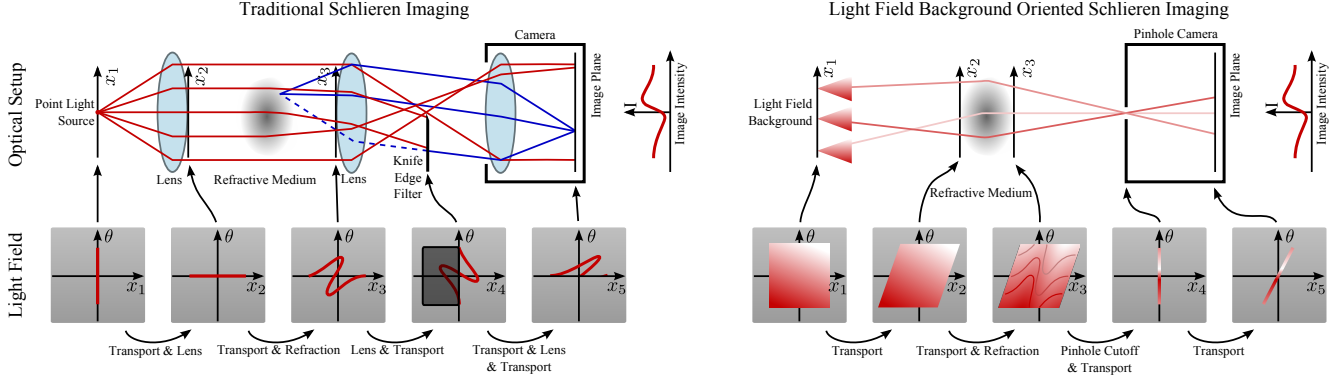 Traditional Schlieren Imaging
Light Field Background Oriented Schlieren Imaging
Optical Setup
Camera
x₁
x₂
x₃
Point Light
Source
Lens
Refractive Medium
Lens
Knife
Edge
Filter
Image Plane
I
Image Intensity
Pinhole Camera
x₁
x₂
x₃
Light Field
Background
Refractive Medium
Image Plane
I
Image Intensity
Light Field
θ
x₁
θ
x₂
θ
x₃
θ
x₄
θ
x₅
θ
x₁
θ
x₂
θ
x₃
θ
x₄
θ
x₅
Transport & Lens
Transport & Refraction
Lens & Transport
Transport & Lens
& Transport
Transport
Transport & Refraction
Pinhole Cutoff
& Transport
Transport